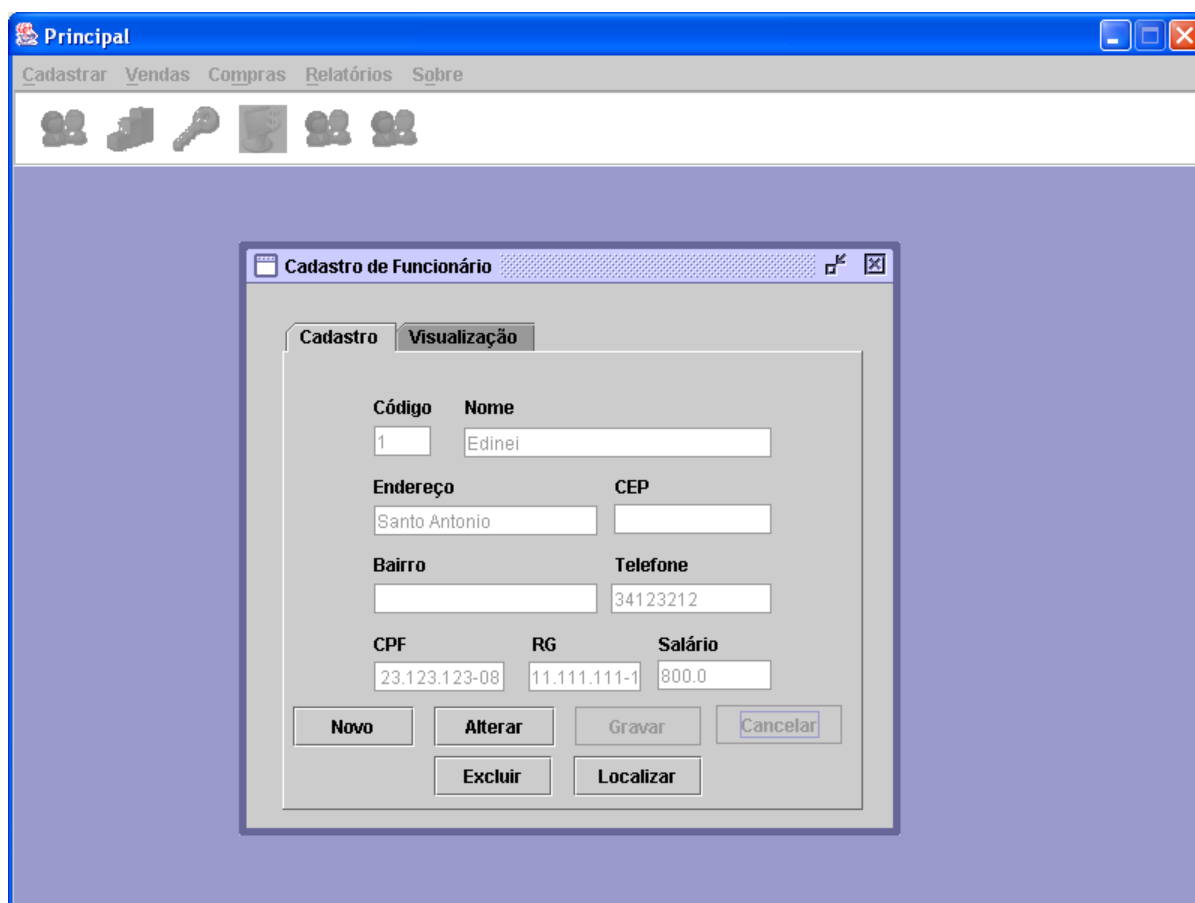 Principal
Cadastrar Vendas Compras Relatórios Sobre
Cadastro de Funcionário
Cadastro Visualização
Código Nome
1 Edinei
Endereço CEP
Santo Antonio
Bairro Telefone
34123212
CPF RG Salário
23.123.123-08 11.111.111-1 800.0
Novo Alterar Gravar Cancelar
Excluir Localizar